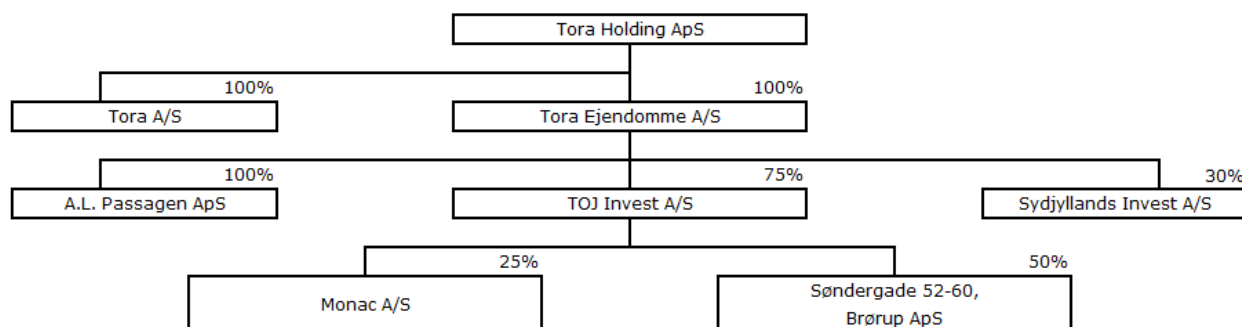 Tora Holding ApS
100%
100%
Tora A/S
Tora Ejendomme A/S
100%
75%
30%
A.L. Passagen ApS
TOJ Invest A/S
Sydjyllands Invest A/S
25%
50%
Monac A/S
Søndergade 52-60,
Brørup ApS